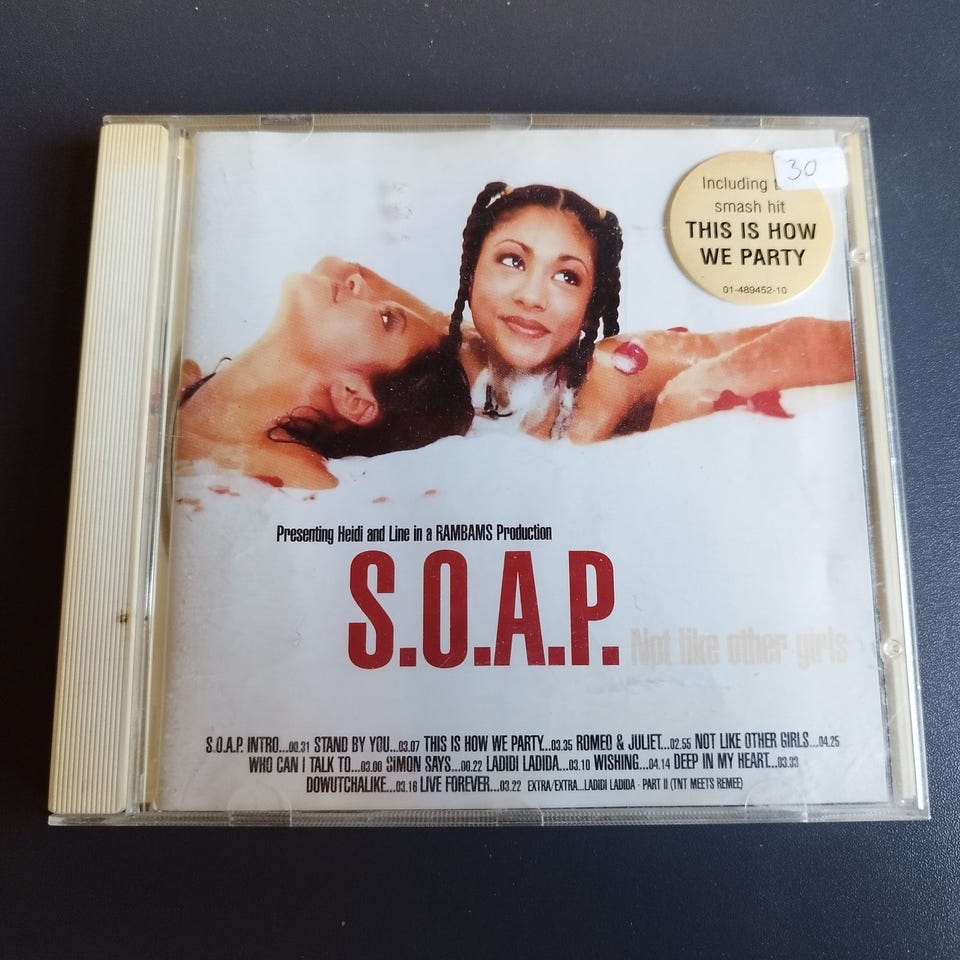 30
Including
smash hit
THIS IS HOW
WE PARTY
01-489452-10
Presenting Heidi and Line in a RAMBAMS Production
S.O.A.P.
Not like other girls
S.O.A.P. INTRO...00.31 STAND BY YOU...03.07 THIS IS HOW WE PARTY...03.35 ROMEO & JULIET...02.55 NOT LIKE OTHER GIRLS...04.25
WHO CAN I TALK TO...03.00 SIMON SAYS...00.22 LADIDI LADIDA...03.10 WISHING...04.14 DEEP IN MY HEART...03.33
DOWUTCHALIKE...03.16 LIVE FOREVER...03.22 EXTRA/EXTRA...LADIDI LADIDA - PART II (TNT MEETS REMEE)